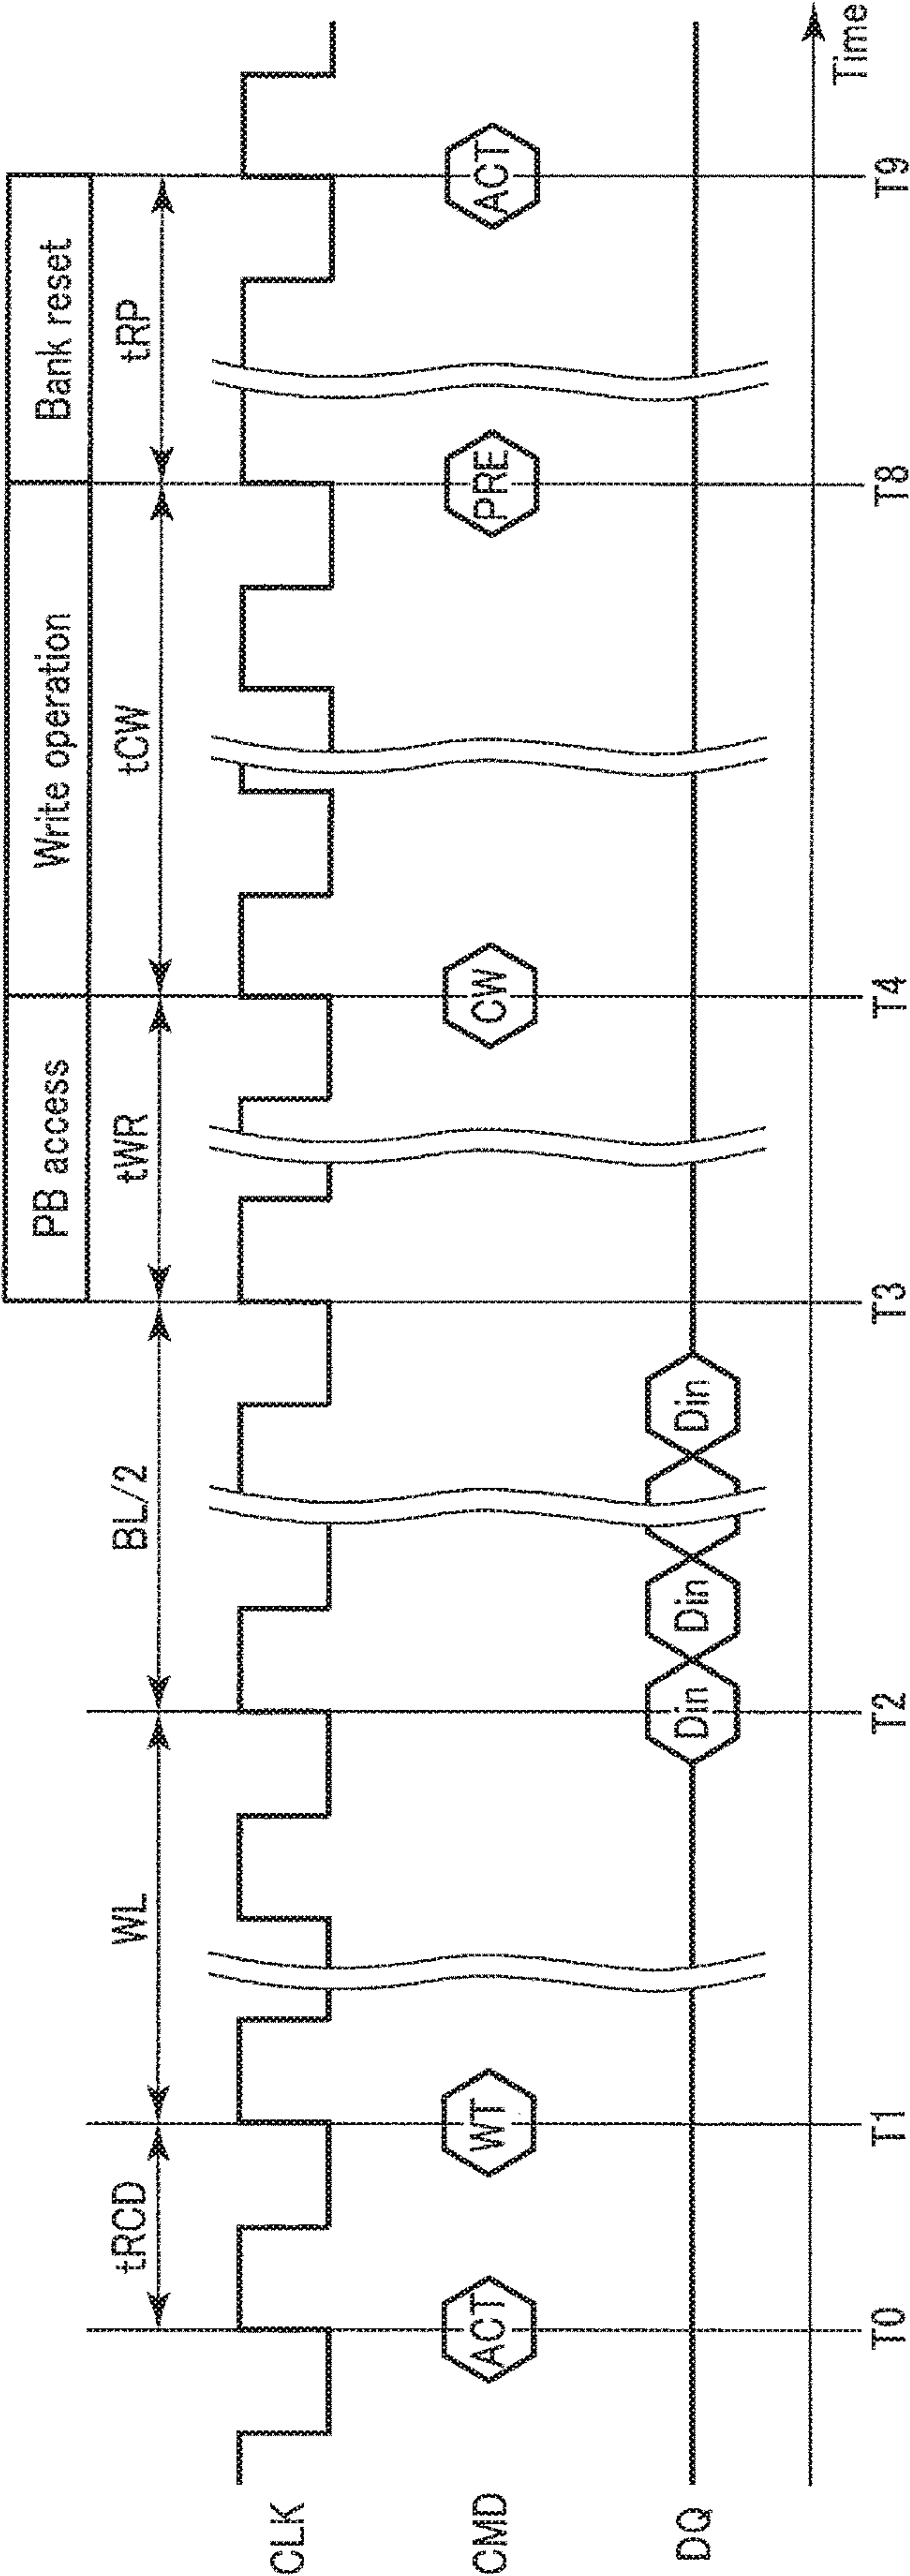 PB access Write operation Bank reset
tRCD WL BL/2 tWR tCW tRP
CLK
CMD ACT WT CW PRE ACT
DQ Din Din Din
T0 T1 T2 T3 T4 T8 T9
Time